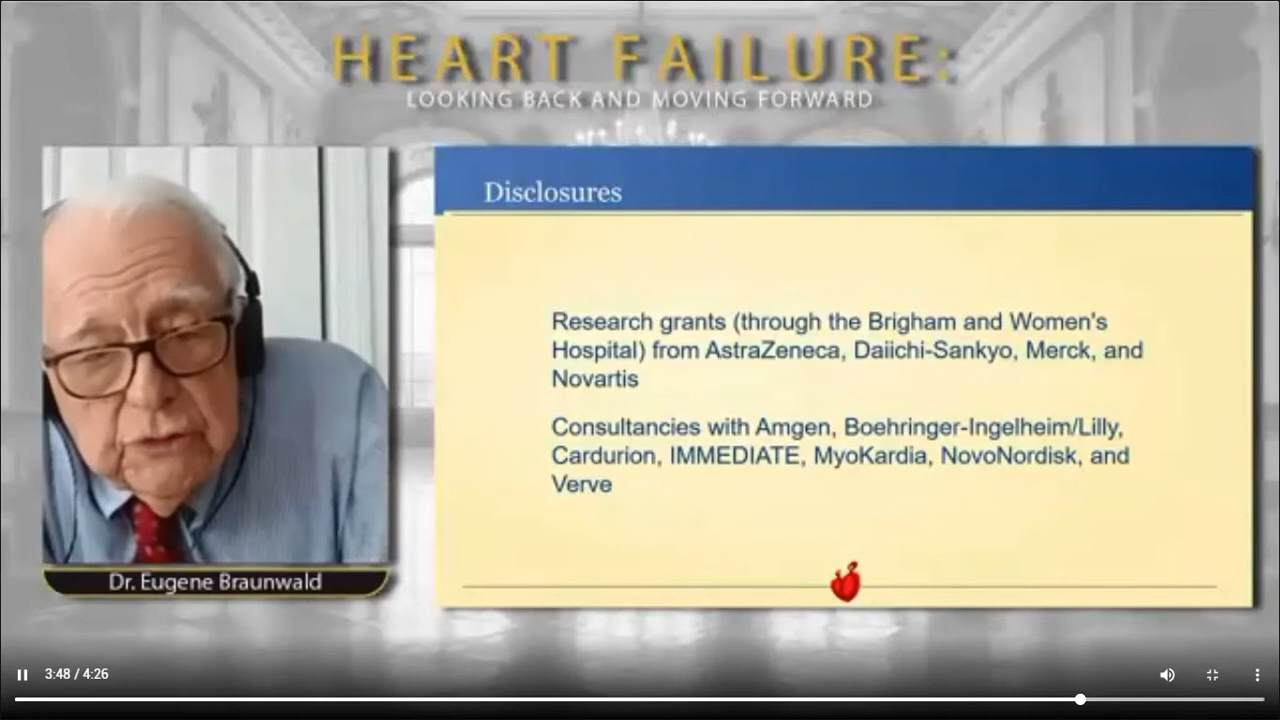 HEART FAILURE:
LOOKING BACK AND MOVING FORWARD
Disclosures
Research grants (through the Brigham and Women's
Hospital) from AstraZeneca, Daiichi-Sankyo, Merck, and
Novartis
Consultancies with Amgen, Boehringer-Ingelheim/Lilly,
Cardurion, IMMEDIATE, MyoKardia, NovoNordisk, and
Verve
Dr. Eugene Braunwald
3:48 / 4:26